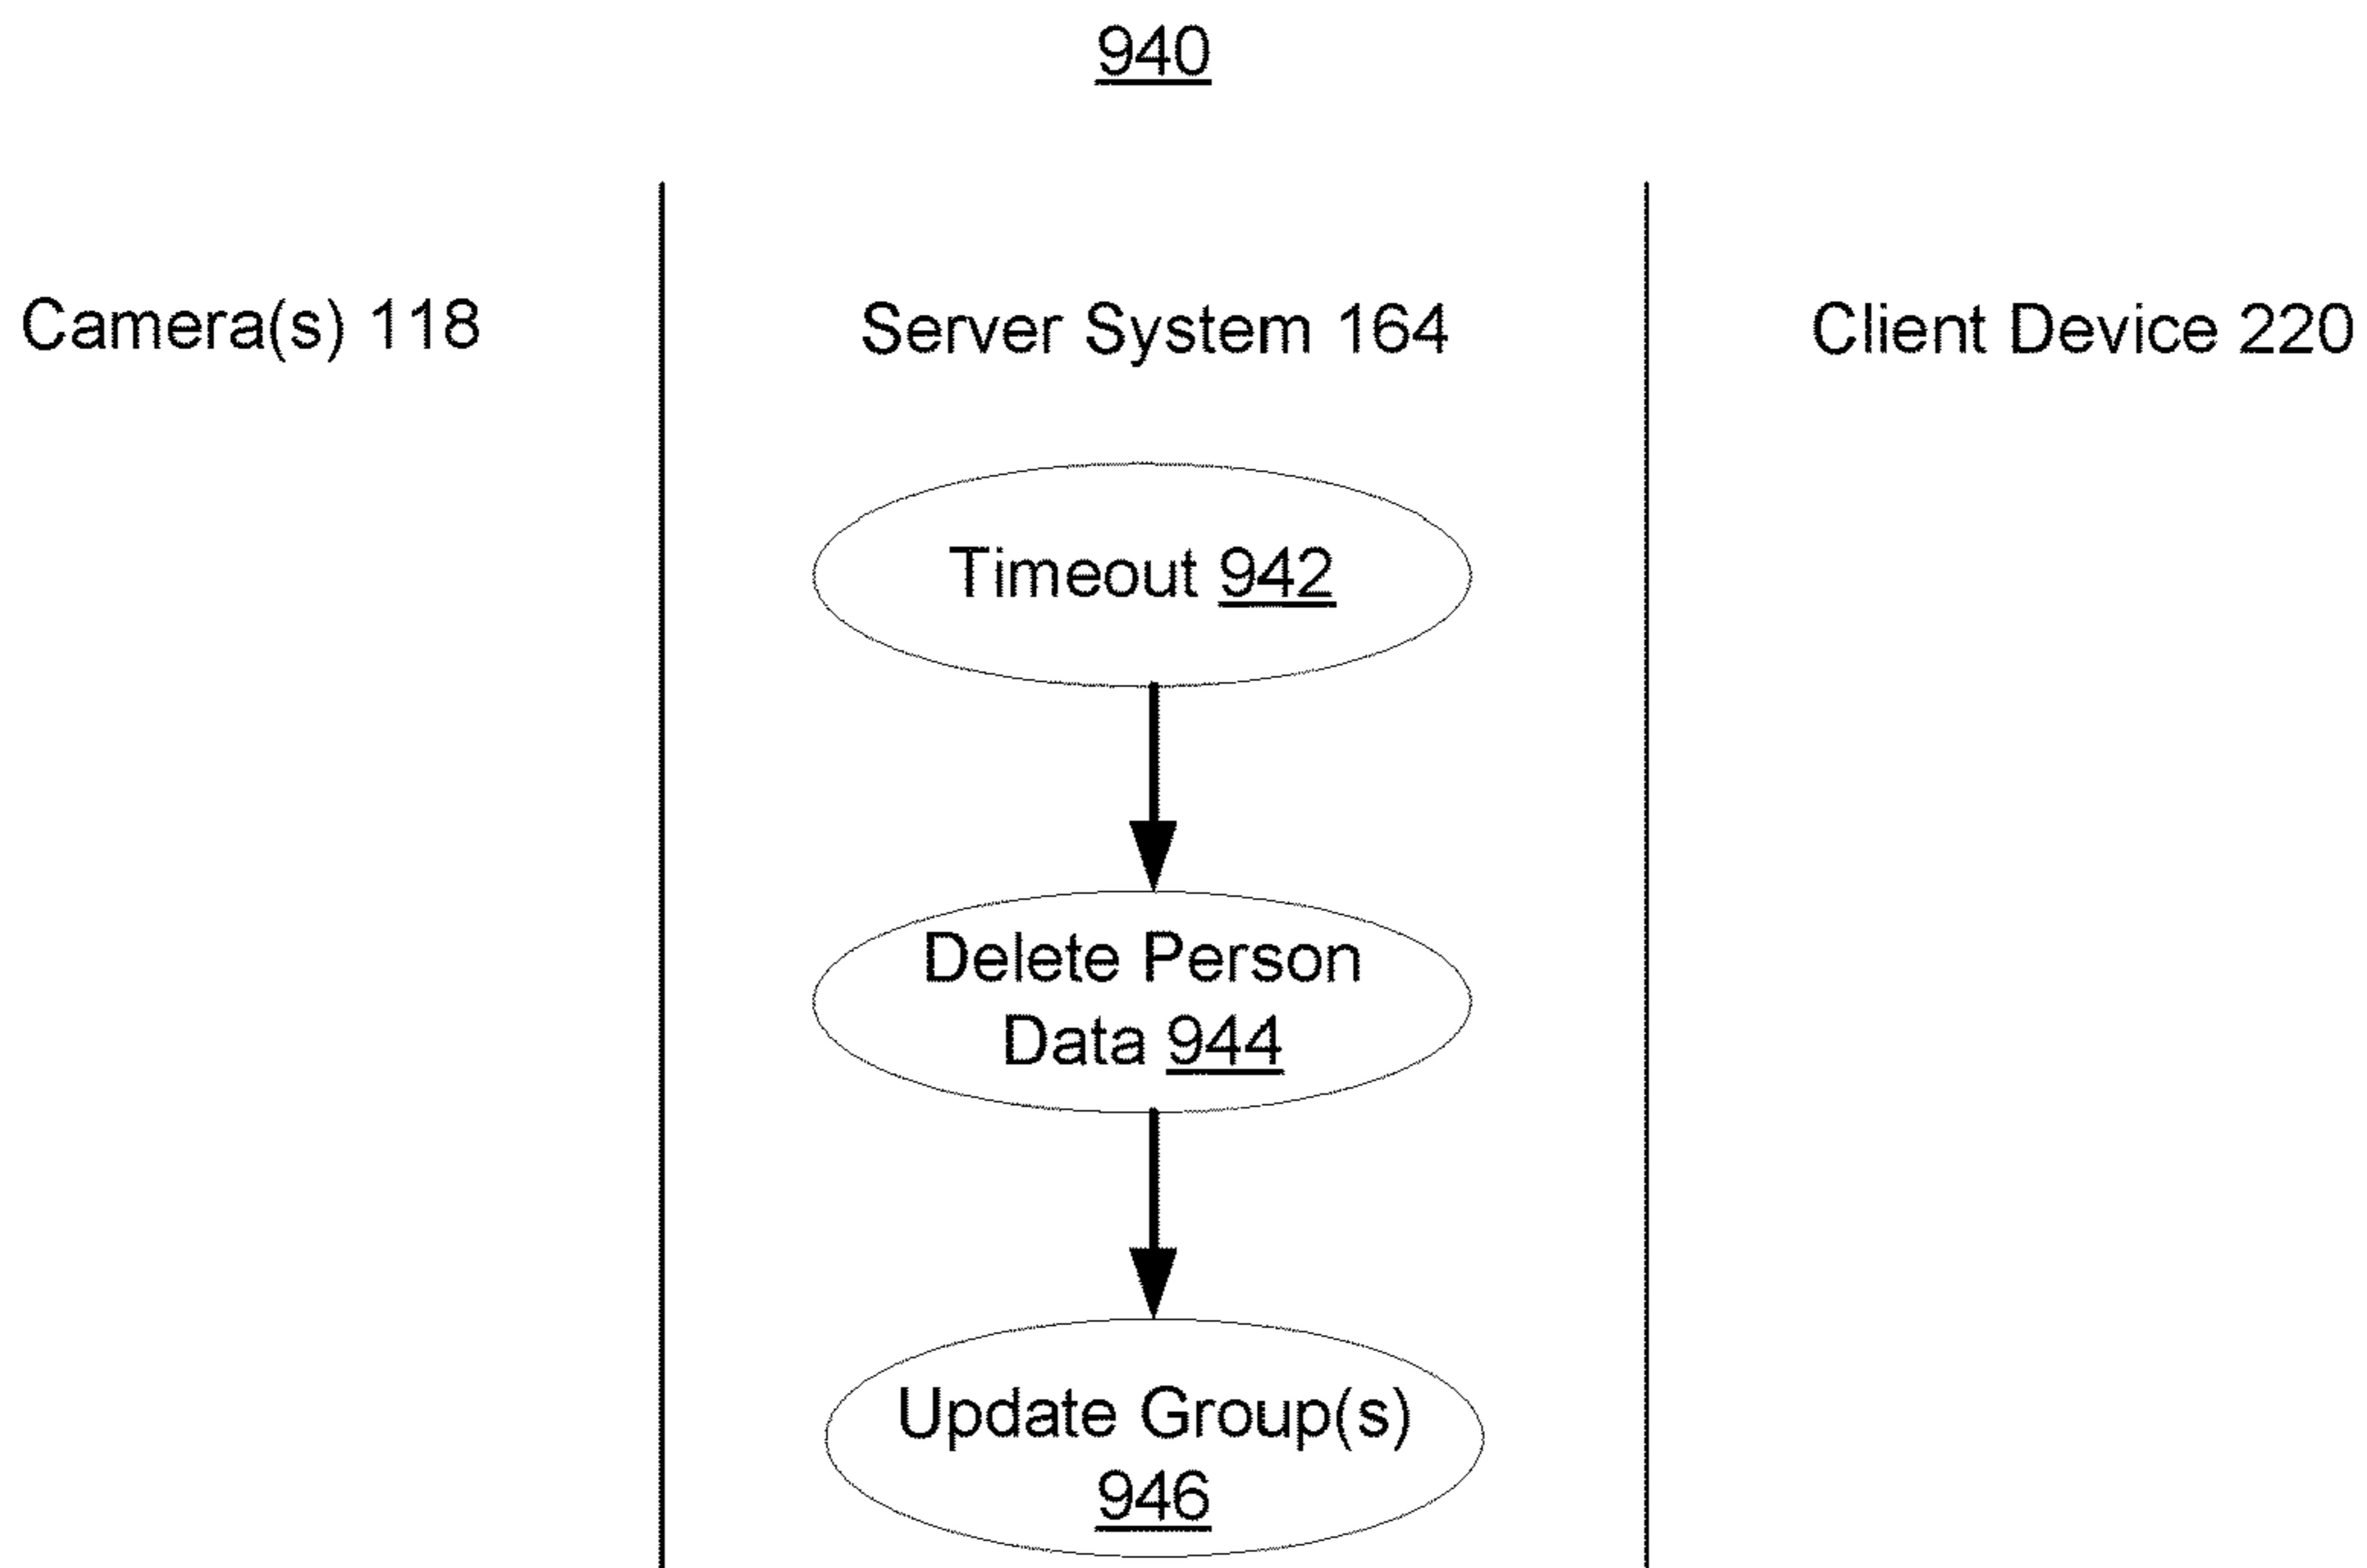 940
Camera(s) 118
Server System 164
Client Device 220
Timeout 942
Delete Person
Data 944
Update Group(s)
946